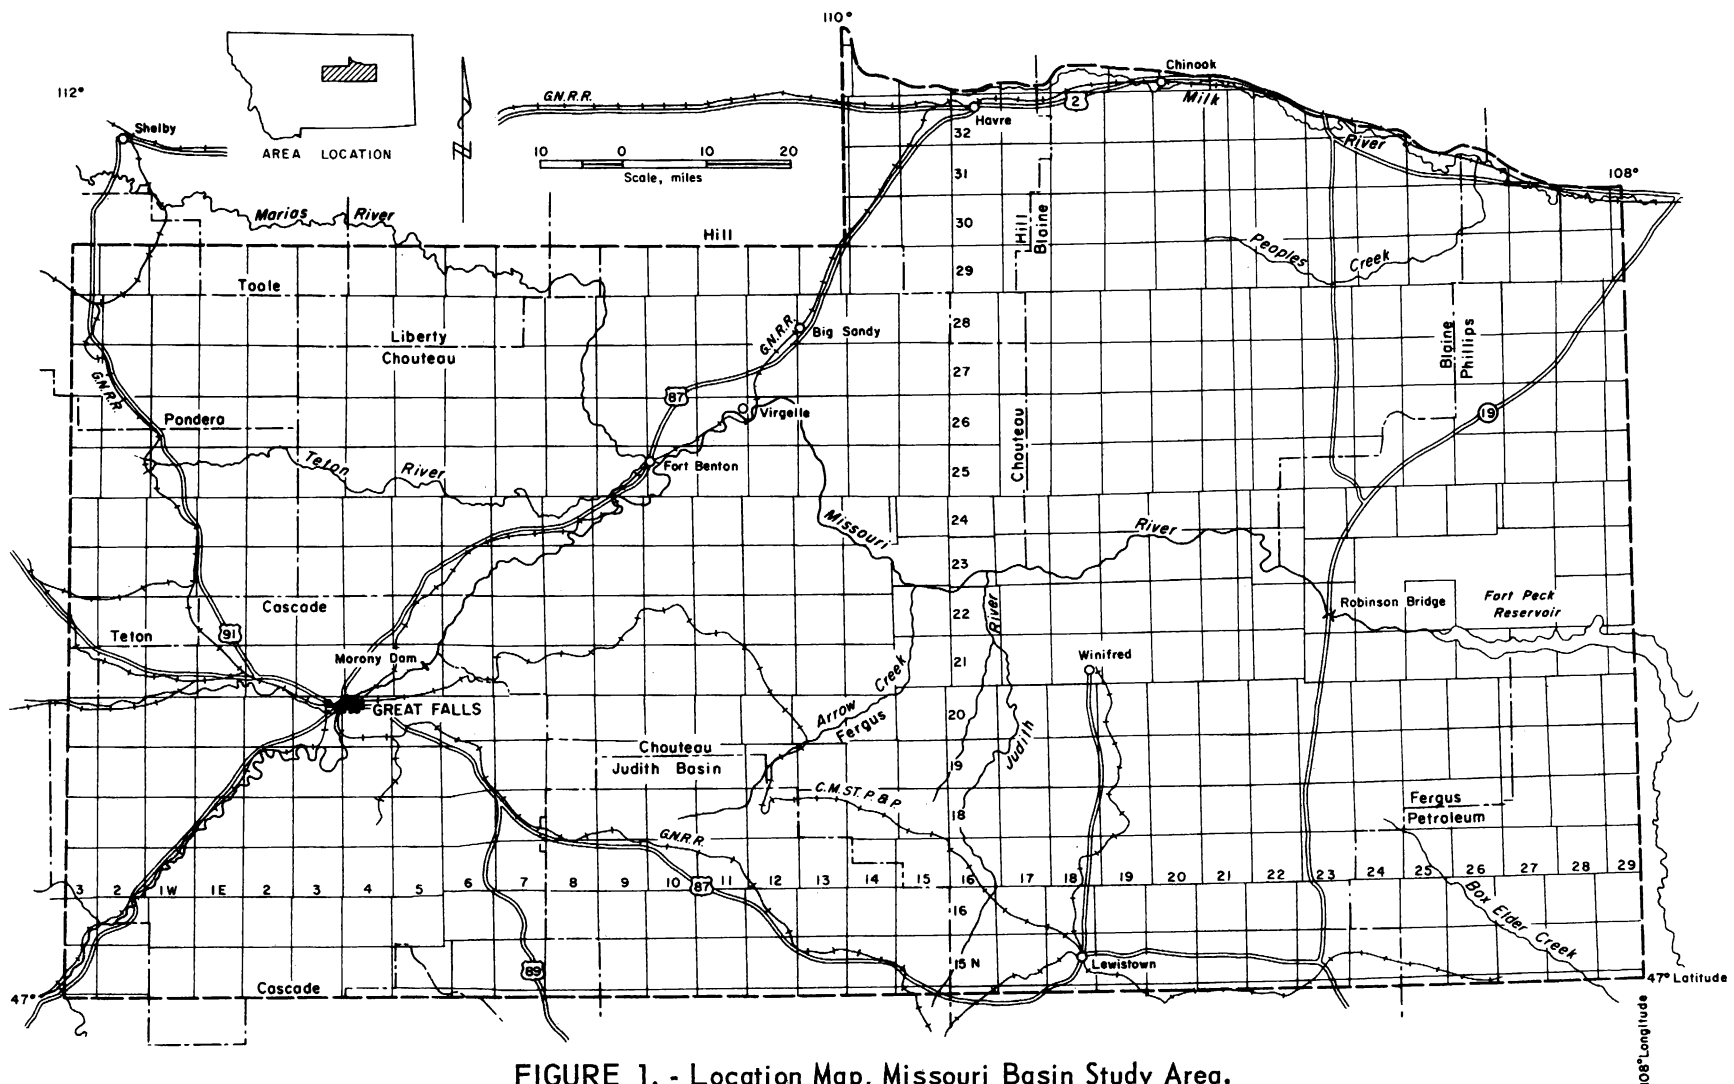 110°
112°
108°
Shelby
AREA LOCATION
G.N.R.R.
Havre
2
Chinook
Milk
River
10 0 10 20
Scale, miles
Marias River
Hill
Hill
Blaine
Peoples Creek
Toole
Liberty
Chouteau
G.N.R.R.
Big Sandy
87
Virgelle
G.N.R.R.
Pondera
Teton River
Fort Benton
Chouteau
Blaine
Phillips
19
Missouri River
32
31
30
29
28
27
26
25
24
23
22
21
20
19
18
16
15 N
Cascade
Teton
91
Morony Dam
GREAT FALLS
Robinson Bridge
Fort Peck
Reservoir
River
Judith
Winifred
Arrow Creek
Fergus
Chouteau
Judith Basin
C.M. ST. P. & P.
G.N.R.R.
87
Fergus
Petroleum
3 2 1W 1E 2 3 4 5 6 7 8 9 10 11 12 13 14 15 16 17 18 19 20 21 22 23 24 25 26 27 28 29
Box Elder Creek
89
Lewistown
Cascade
47°
47° Latitude
108° Longitude
FIGURE 1. - Location Map, Missouri Basin Study Area.